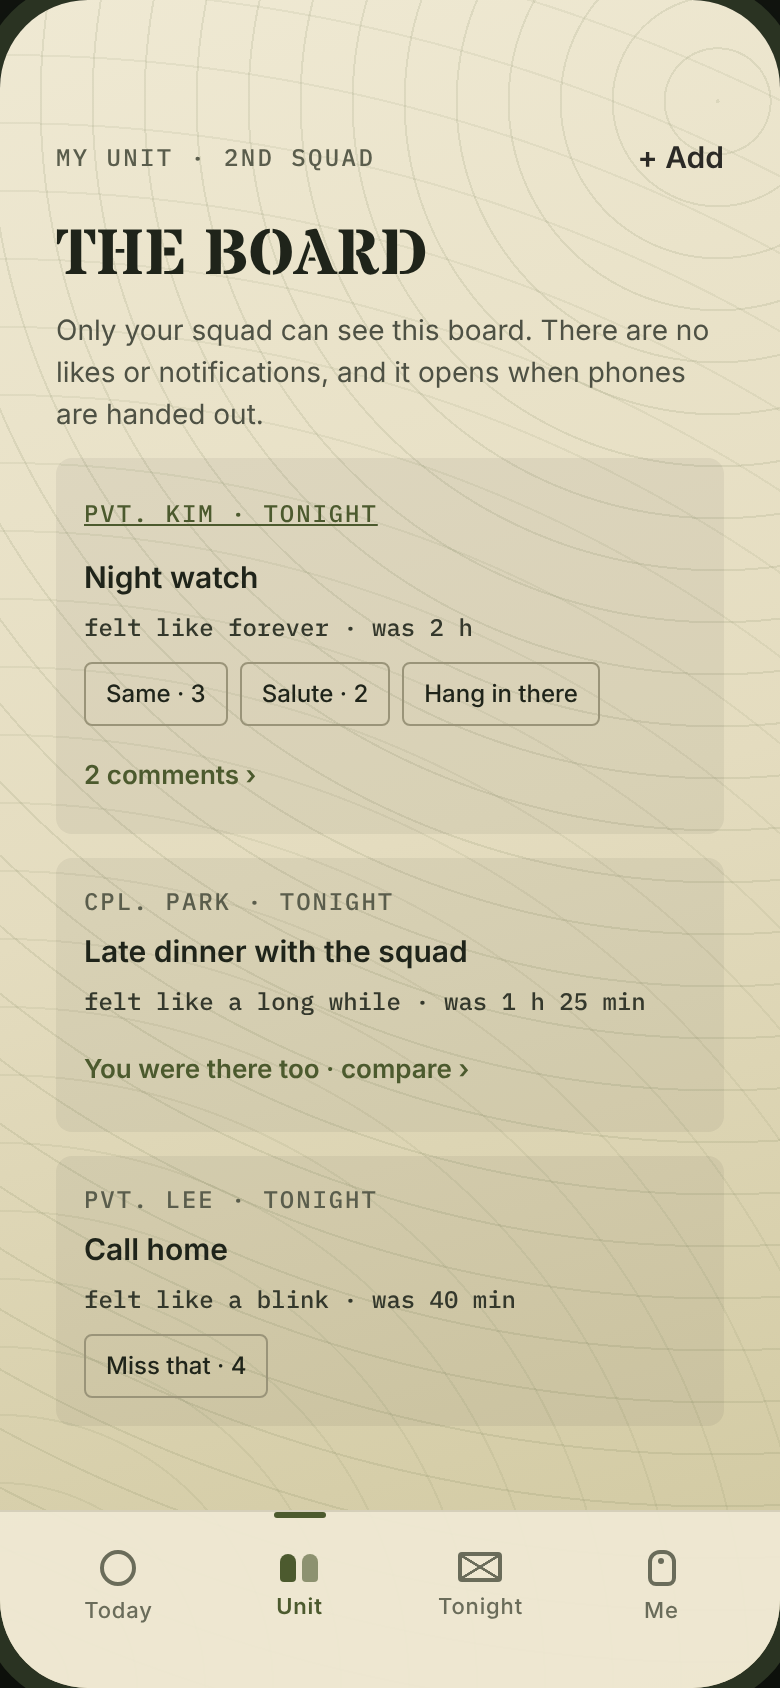 MY UNIT · 2ND SQUAD
+ Add
THE BOARD
Only your squad can see this board. There are no
likes or notifications, and it opens when phones
are handed out.
PVT. KIM · TONIGHT
Night watch
felt like forever · was 2 h
Same · 3
Salute · 2
Hang in there
2 comments ›
CPL. PARK · TONIGHT
Late dinner with the squad
felt like a long while · was 1 h 25 min
You were there too · compare ›
PVT. LEE · TONIGHT
Call home
felt like a blink · was 40 min
Miss that · 4
Today
Unit
Tonight
Me